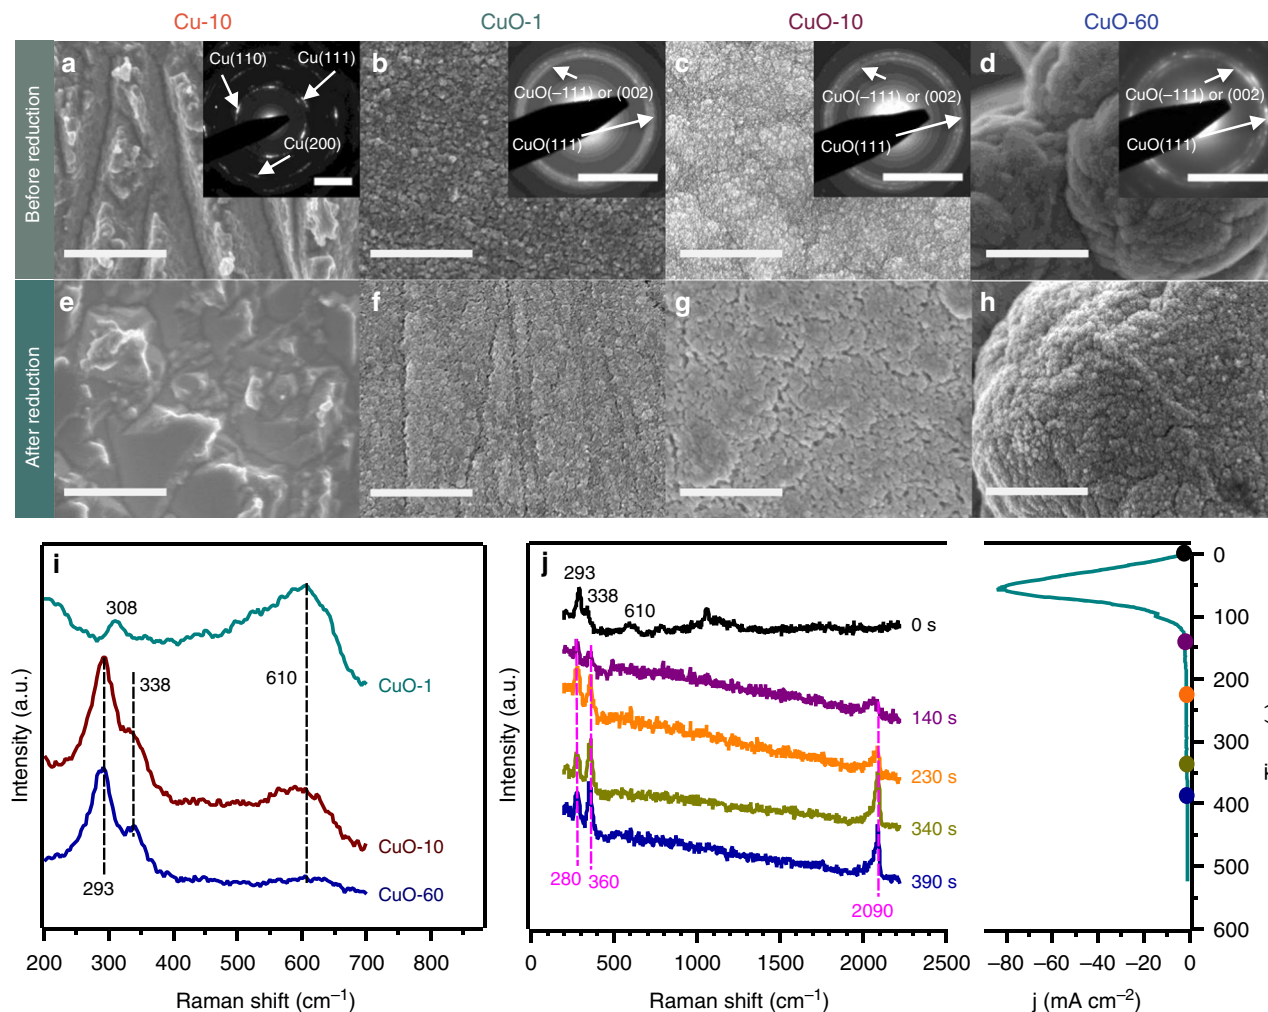 Cu-10 CuO-1 CuO-10 CuO-60
Before reduction
a
Cu(110)
Cu(111)
Cu(200)
b
CuO(−111) or (002)
CuO(111)
c
CuO(−111) or (002)
CuO(111)
d
CuO(−111) or (002)
CuO(111)
After reduction
e
f
g
h
i
308
338
610
293
CuO-1
CuO-10
CuO-60
Intensity (a.u.)
200 300 400 500 600 700 800
Raman shift (cm⁻¹)
j
293
338
610
0 s
140 s
230 s
340 s
390 s
280
360
2090
Intensity (a.u.)
0 500 1000 1500 2000 2500
Raman shift (cm⁻¹)
0
100
200
300
400
500
600
−80 −60 −40 −20 0
j (mA cm⁻²)